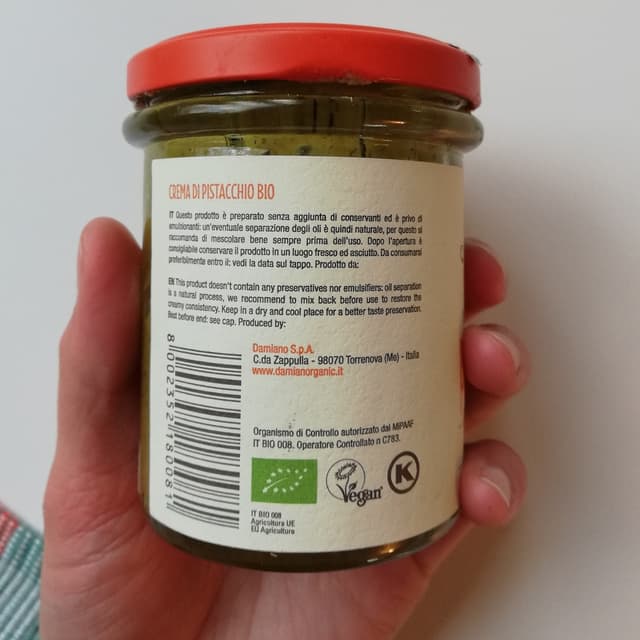 CREMA DI PISTACCHIO BIO
IT Questo prodotto è preparato senza aggiunta di conservanti ed è privo di
emulsionanti: un'eventuale separazione degli oli è quindi naturale, per questo si
raccomanda di mescolare bene sempre prima dell'uso. Dopo l'apertura è
consigliabile conservare il prodotto in un luogo fresco ed asciutto. Da consumarsi
preferibilmente entro il: vedi la data sul tappo. Prodotto da:
EN This product doesn't contain any preservatives nor emulsifiers: oil separation
is a natural process, we recommend to mix back before use to restore the
creamy consistency. Keep in a dry and cool place for a better taste preservation.
Best before end: see cap. Produced by:
Damiano S.p.A.
C.da Zappulla - 98070 Torrenova (Me) - Italia
www.damianorganic.it
8 002352 180081
Organismo di Controllo autorizzato dal MiPAAF
IT BIO 008. Operatore Controllato n C783.
Vegan
K
IT BIO 008
Agricoltura UE
EU Agriculture